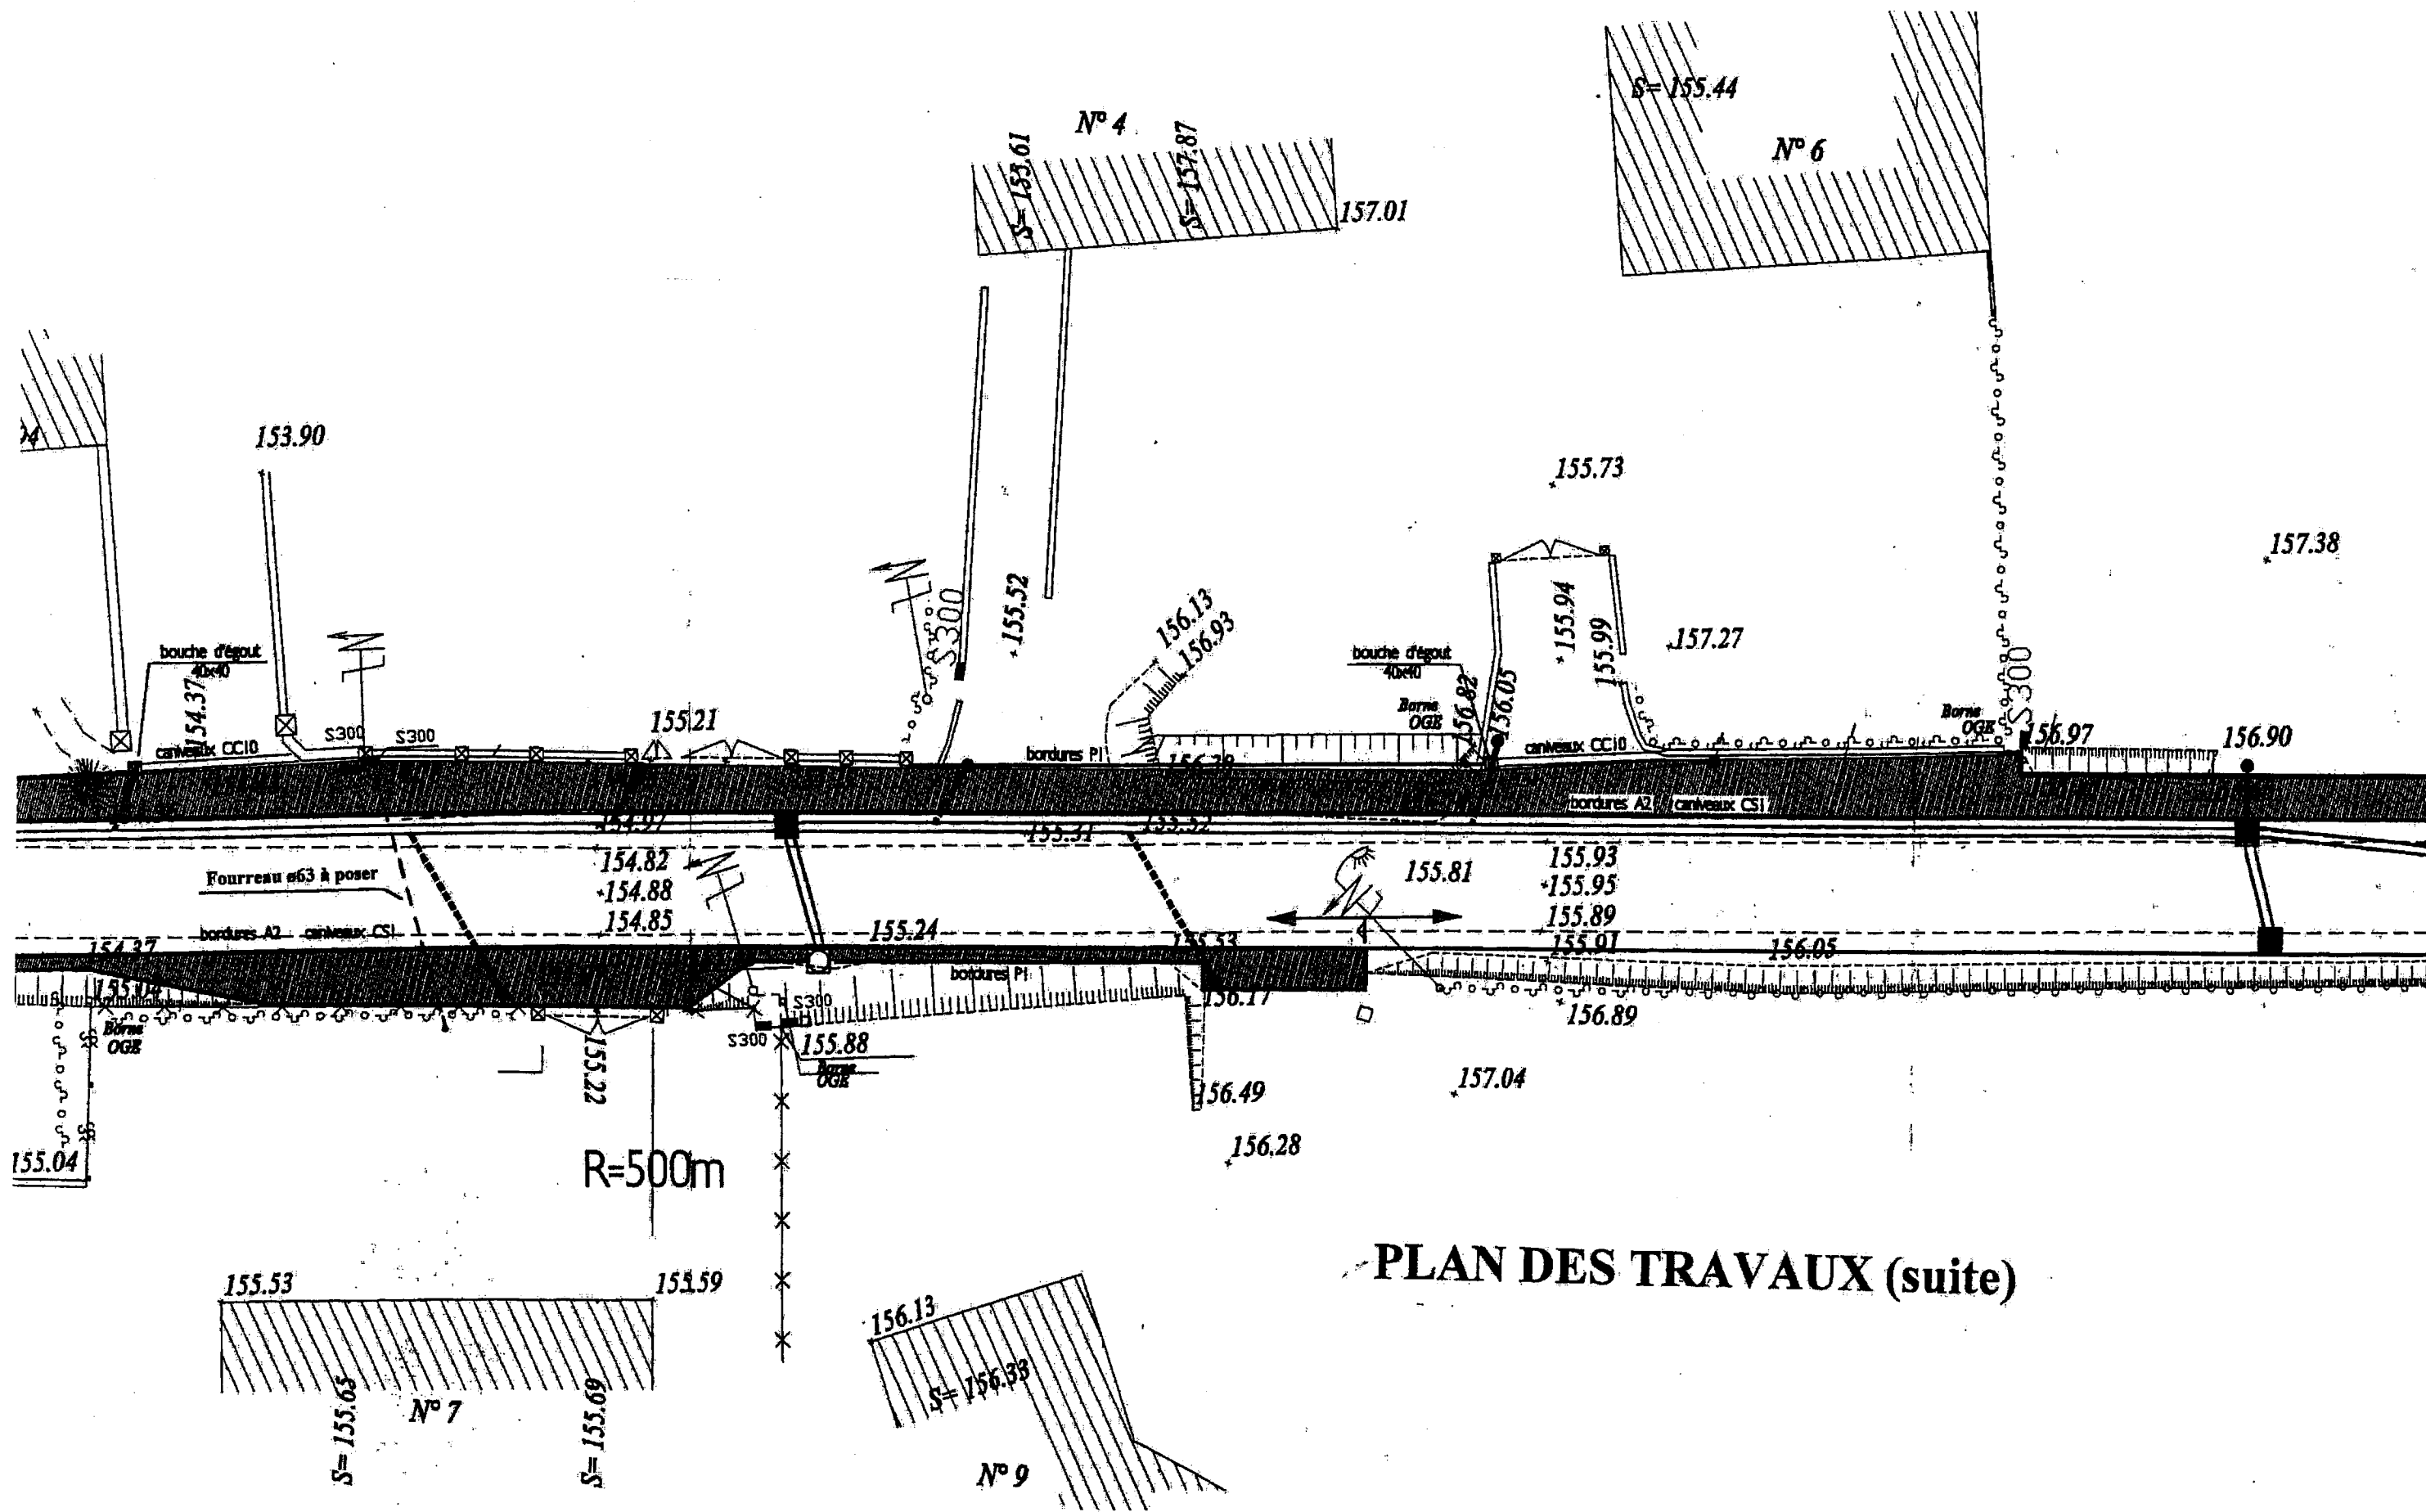 S= 155.44
N° 4
S= 155.61
S= 157.87
N° 6
157.01
153.90
155.73
157.38
S300
155.52
156.13
156.93
155.94
155.99
157.27
bouche d'égout
40x40
154.37
bouche d'égout
40x40
Borne
OGE
156.82
156.05
Borne
OGE
S300
S300
S300
155.21
caniveaux CC10
bordures P1
caniveaux CC10
156.97
156.90
bordures A2 caniveaux CS1
154.97
155.31
155.52
154.82
154.88
154.85
155.81
155.93
155.95
155.89
155.91
Fourreau ø63 à poser
bordures A2 caniveaux CS1
154.37
155.24
155.53
156.05
bordures P1
155.04
S300
156.17
156.89
Borne
OGE
S300
155.88
Borne
OGE
155.22
157.04
156.49
156.28
155.04
R=500m
PLAN DES TRAVAUX (suite)
155.53
155.59
156.13
S= 156.33
S= 155.65
N° 7
S= 155.69
N° 9